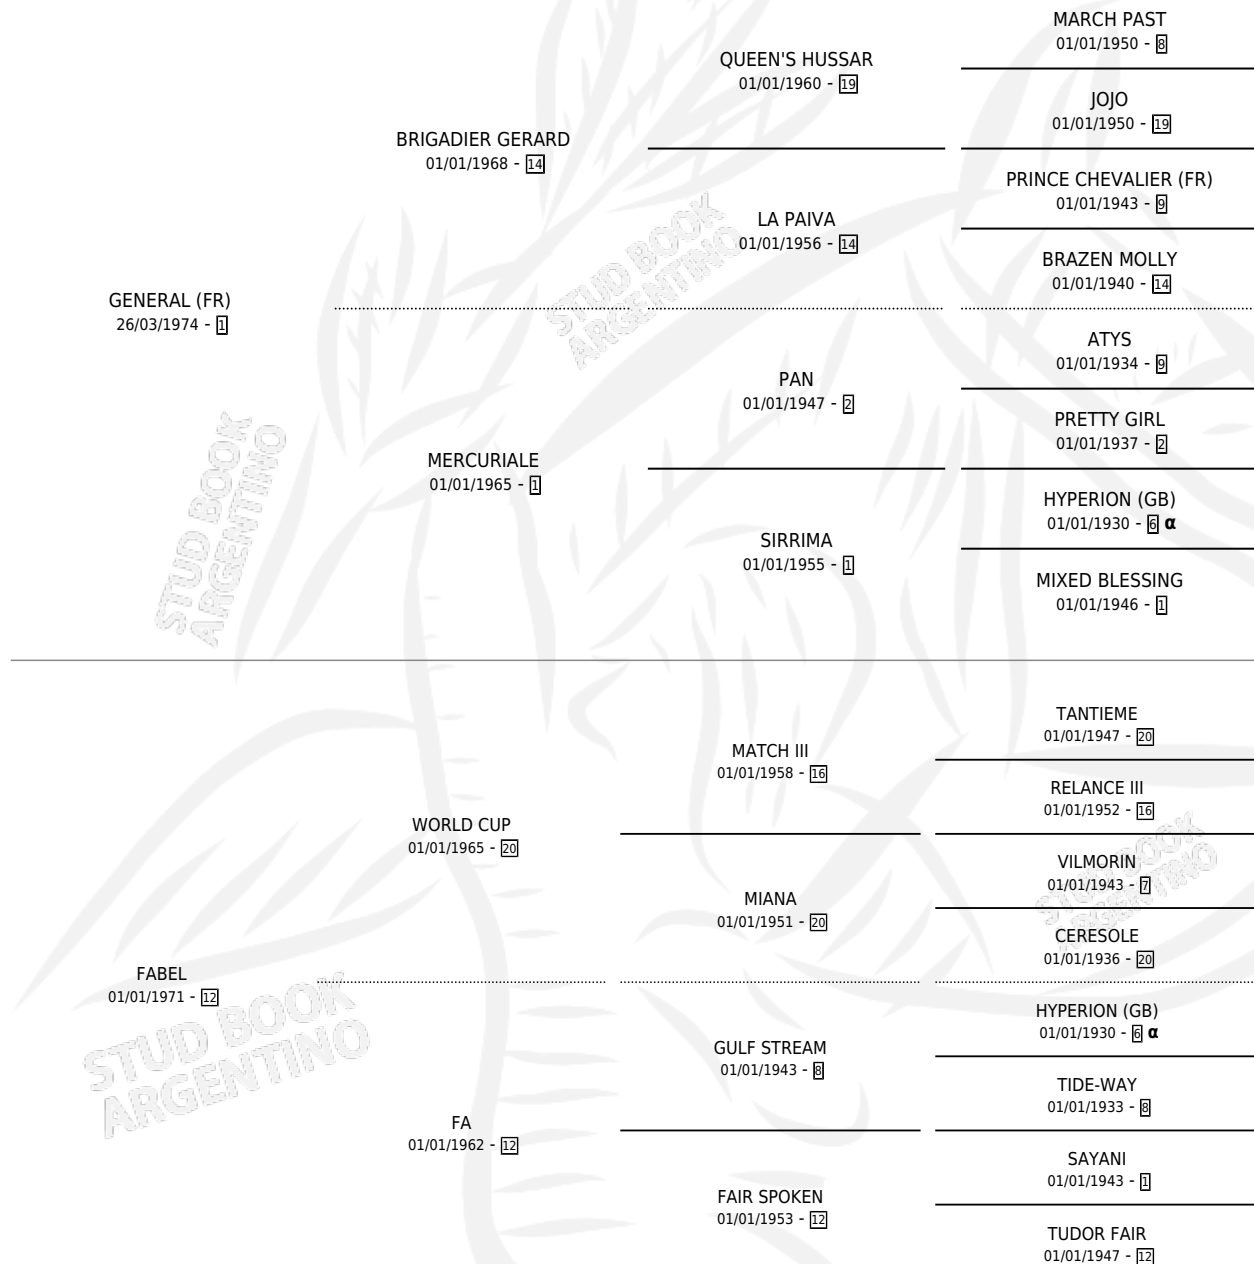 MARCH PAST
01/01/1950 - 8
QUEEN'S HUSSAR
01/01/1960 - 19
JOJO
01/01/1950 - 19
BRIGADIER GERARD
01/01/1968 - 14
PRINCE CHEVALIER (FR)
01/01/1943 - 9
LA PAIVA
01/01/1956 - 14
BRAZEN MOLLY
01/01/1940 - 14
GENERAL (FR)
26/03/1974 - 1
STUD BOOK
ARGENTINO
ATYS
01/01/1934 - 9
PAN
01/01/1947 - 2
PRETTY GIRL
01/01/1937 - 2
MERCURIALE
01/01/1965 - 1
STUD BOOK
ARGENTINO
HYPERION (GB)
01/01/1930 - 6 α
SIRRIMA
01/01/1955 - 1
MIXED BLESSING
01/01/1946 - 1
TANTIEME
01/01/1947 - 20
MATCH III
01/01/1958 - 16
RELANCE III
01/01/1952 - 16
WORLD CUP
01/01/1965 - 20
VILMORIN
01/01/1943 - 7
STUD BOOK
ARGENTINO
MIANA
01/01/1951 - 20
CERESOLE
01/01/1936 - 20
FABEL
01/01/1971 - 12
STUD BOOK
ARGENTINO
HYPERION (GB)
01/01/1930 - 6 α
GULF STREAM
01/01/1943 - 8
TIDE-WAY
01/01/1933 - 8
FA
01/01/1962 - 12
SAYANI
01/01/1943 - 1
FAIR SPOKEN
01/01/1953 - 12
TUDOR FAIR
01/01/1947 - 12